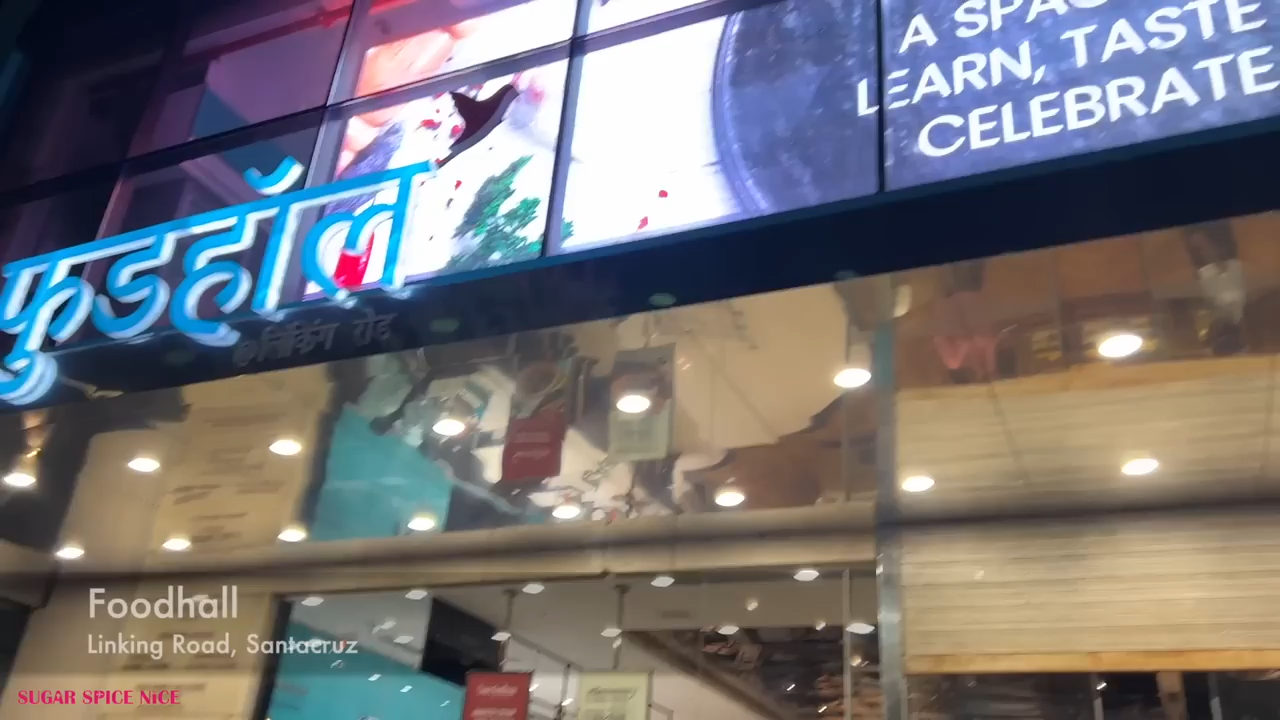 A SPAC
LEARN, TASTE
CELEBRATE
फुडहॉल
लिंकिंग रोड
Foodhall
Linking Road, Santacruz
SUGAR SPICE NiCE